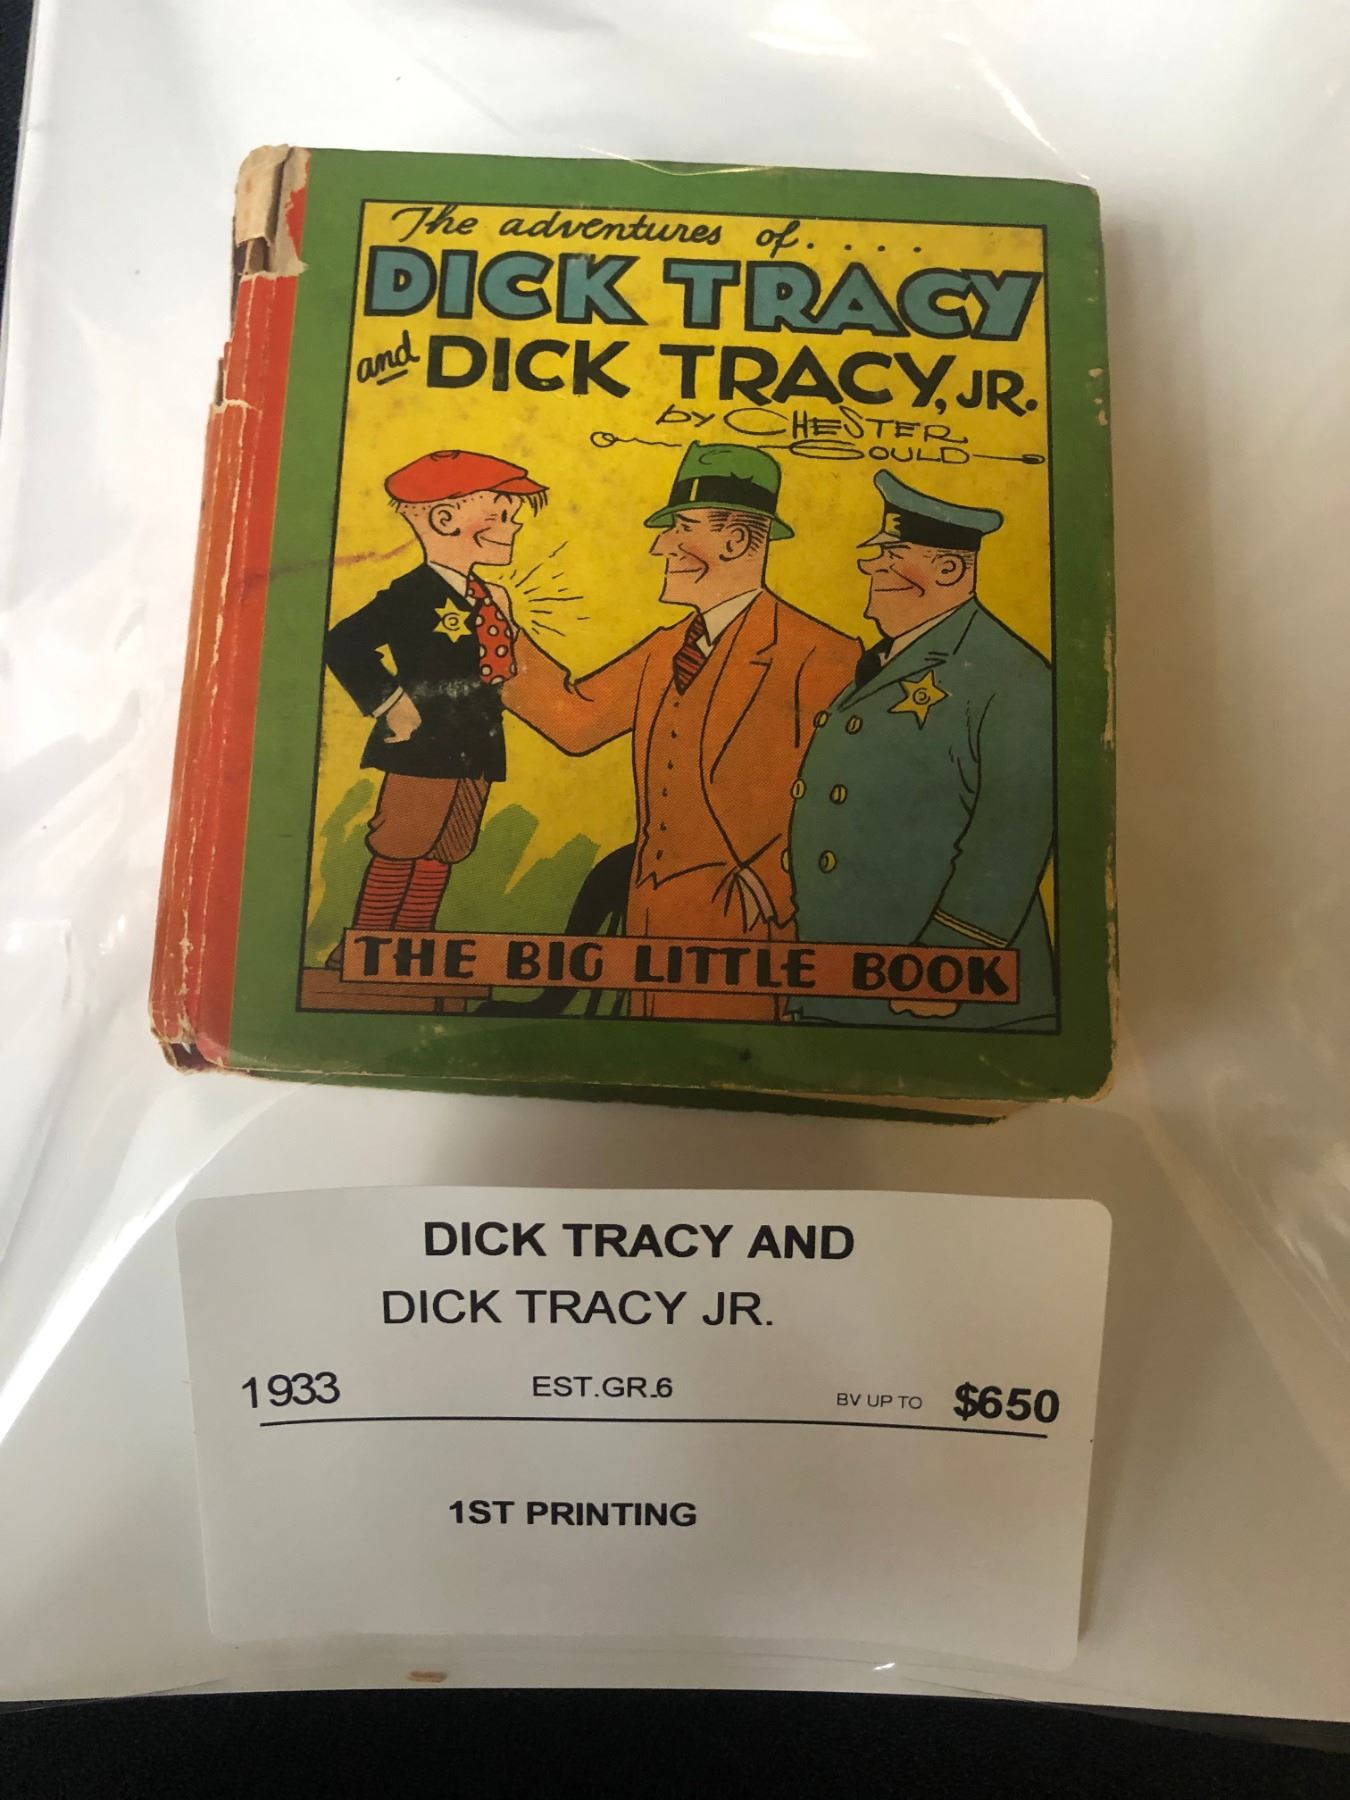 The adventures of....
DICK TRACY
and DICK TRACY, JR.
by CHESTER
GOULD
THE BIG LITTLE BOOK
DICK TRACY AND
DICK TRACY JR.
1933 EST.GR.6 BV UP TO $650
1ST PRINTING